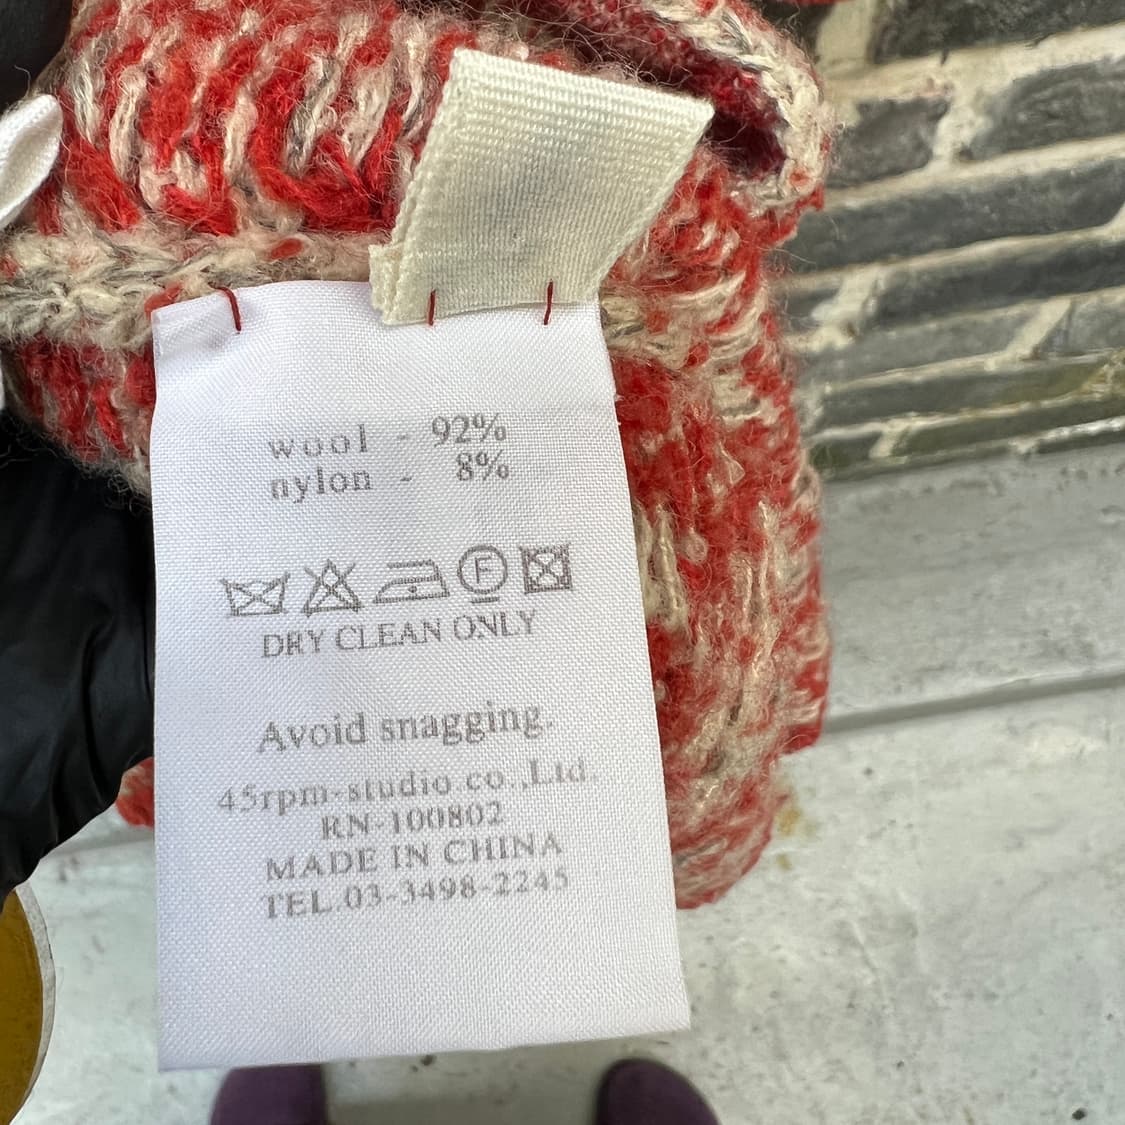 wool - 92%
nylon - 8%
F
DRY CLEAN ONLY
Avoid snagging.
45rpm-studio co.,Ltd.
RN-100802
MADE IN CHINA
TEL.03-3498-2245